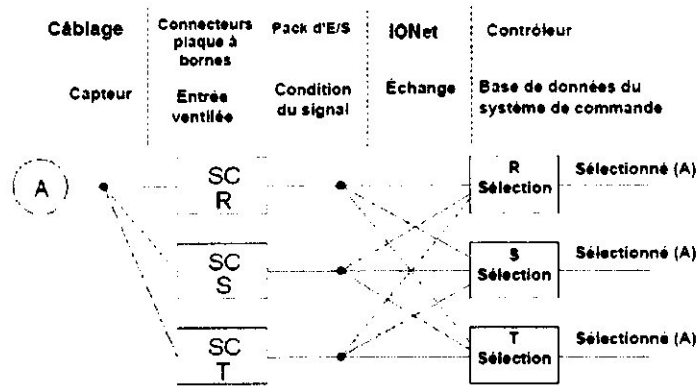 Câblage
Connecteurs
plaque à
bornes
Pack d'E/S
IONet
Contrôleur
Capteur
Entrée
ventilée
Condition
du signal
Échange
Base de données du
système de commande
A
SC
R
R
Sélection
Sélectionné (A)
SC
S
S
Sélection
Sélectionné (A)
SC
T
T
Sélection
Sélectionné (A)